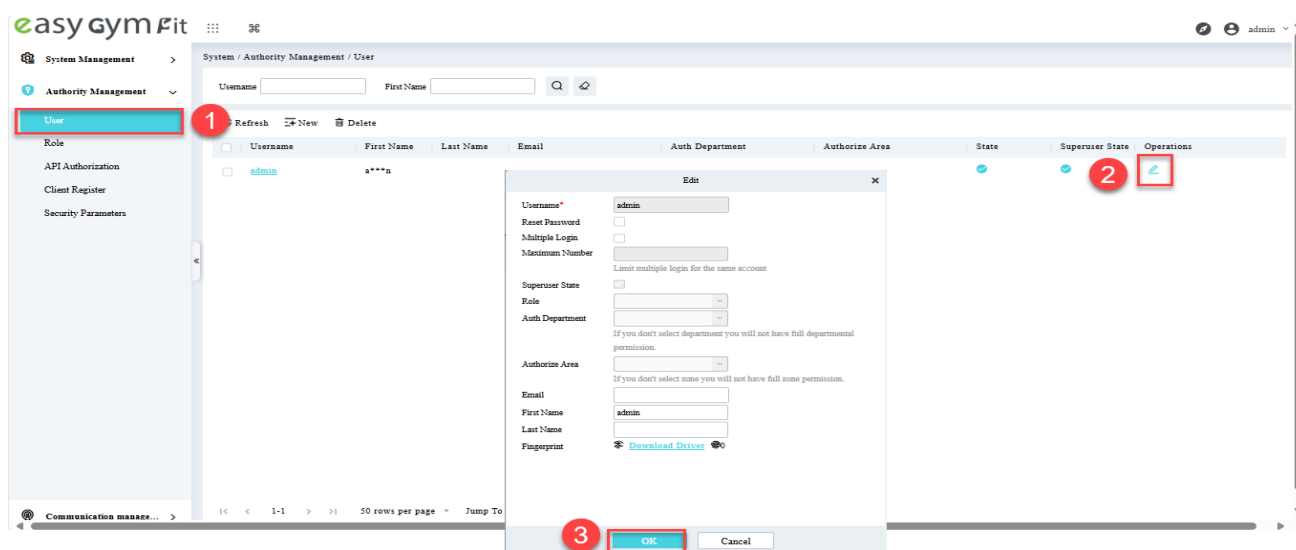 easy Gym Fit
admin
System Management
System / Authority Management / User
Authority Management
Username
First Name
User
1
Refresh
New
Delete
Role
Username
First Name
Last Name
Email
Auth Department
Authorize Area
State
Superuser State
Operations
API Authorization
admin
a***n
2
Client Register
Security Parameters
Edit
Username*
admin
Reset Password
Multiple Login
Maximum Number
Limit multiple login for the same account
Superuser State
Role
Auth Department
If you don't select department you will not have full departmental
permission.
Authorize Area
If you don't select zone you will not have full zone permission.
Email
First Name
admin
Last Name
Fingerprint
Download Driver
0
Communication manage...
1-1
50 rows per page
Jump To
3
OK
Cancel